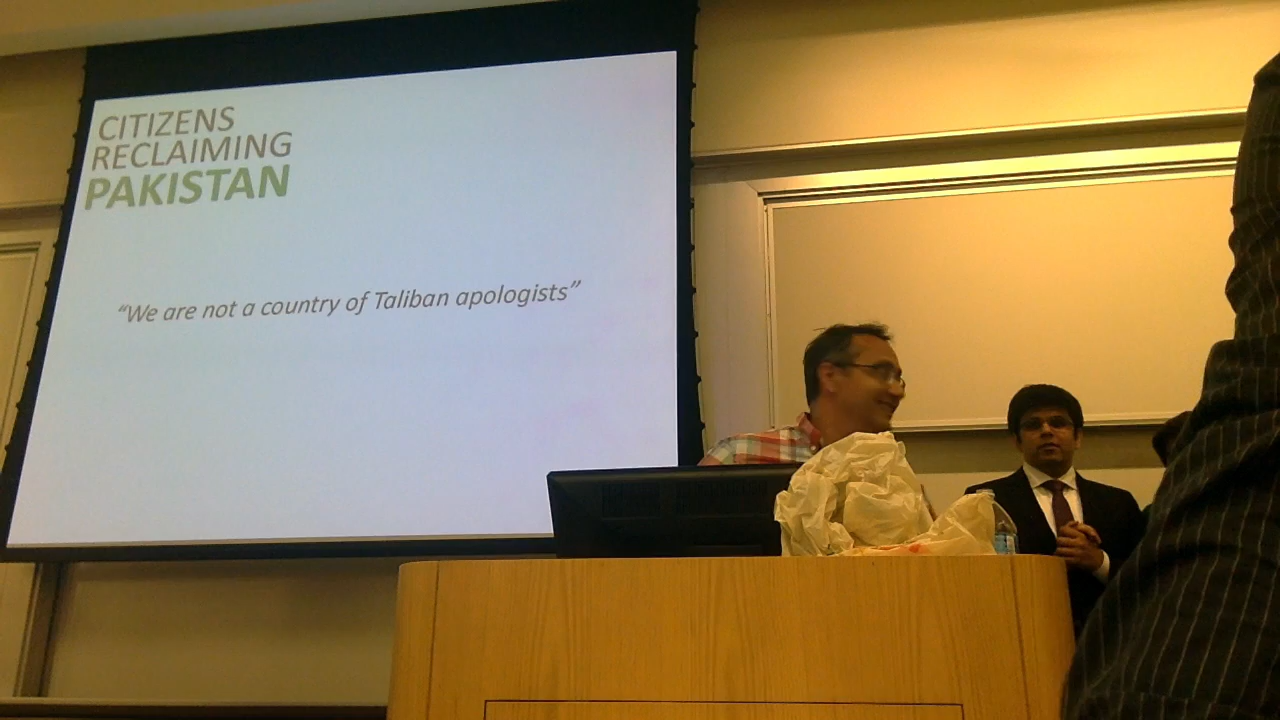 CITIZENS
RECLAIMING
PAKISTAN
“We are not a country of Taliban apologists”